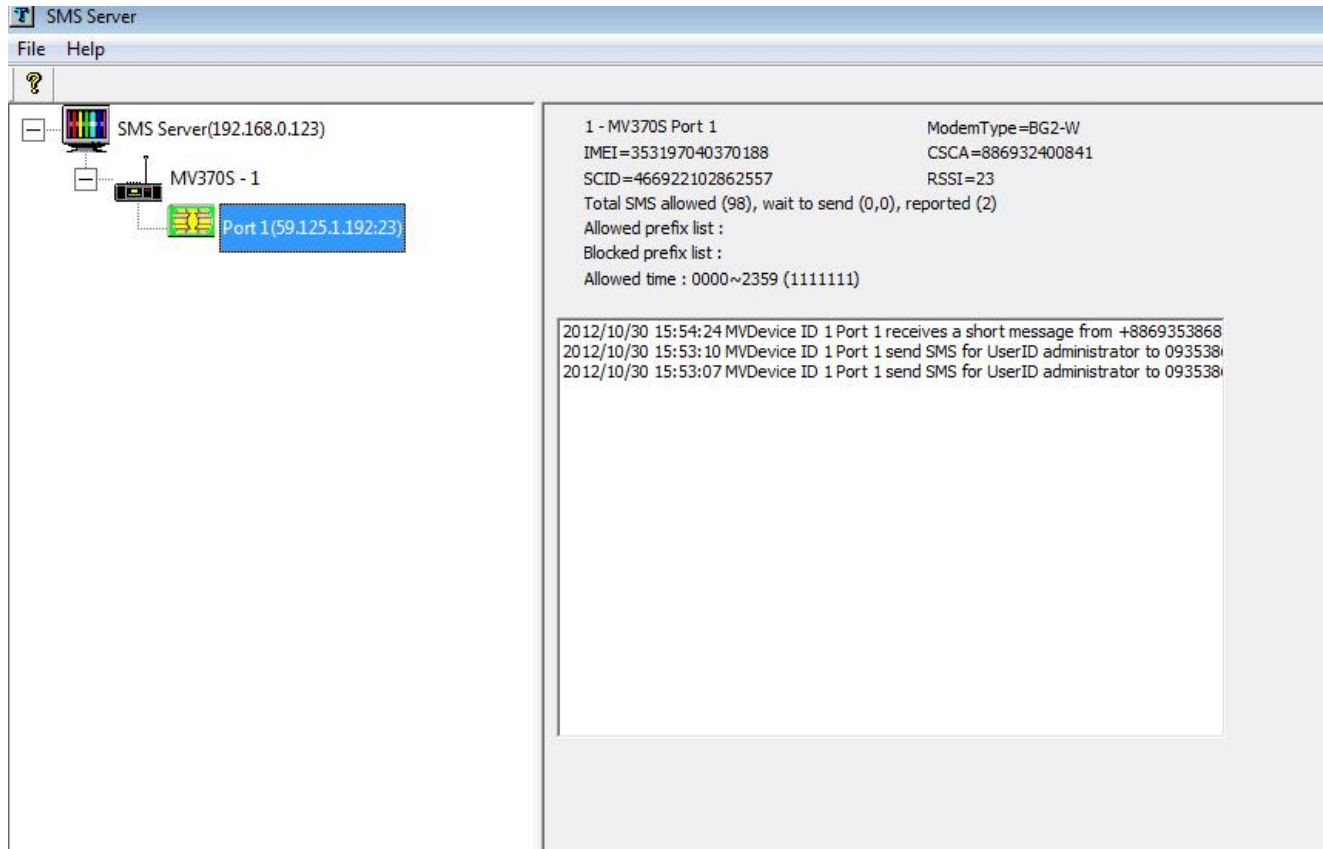 SMS Server
File Help
?
SMS Server(192.168.0.123)
MV370S - 1
Port 1(59.125.1.192:23)
1 - MV370S Port 1 ModemType=BG2-W
IMEI=353197040370188 CSCA=886932400841
SCID=466922102862557 RSSI=23
Total SMS allowed (98), wait to send (0,0), reported (2)
Allowed prefix list :
Blocked prefix list :
Allowed time : 0000~2359 (1111111)
2012/10/30 15:54:24 MVDevice ID 1 Port 1 receives a short message from +8869353868
2012/10/30 15:53:10 MVDevice ID 1 Port 1 send SMS for UserID administrator to 093538
2012/10/30 15:53:07 MVDevice ID 1 Port 1 send SMS for UserID administrator to 093538